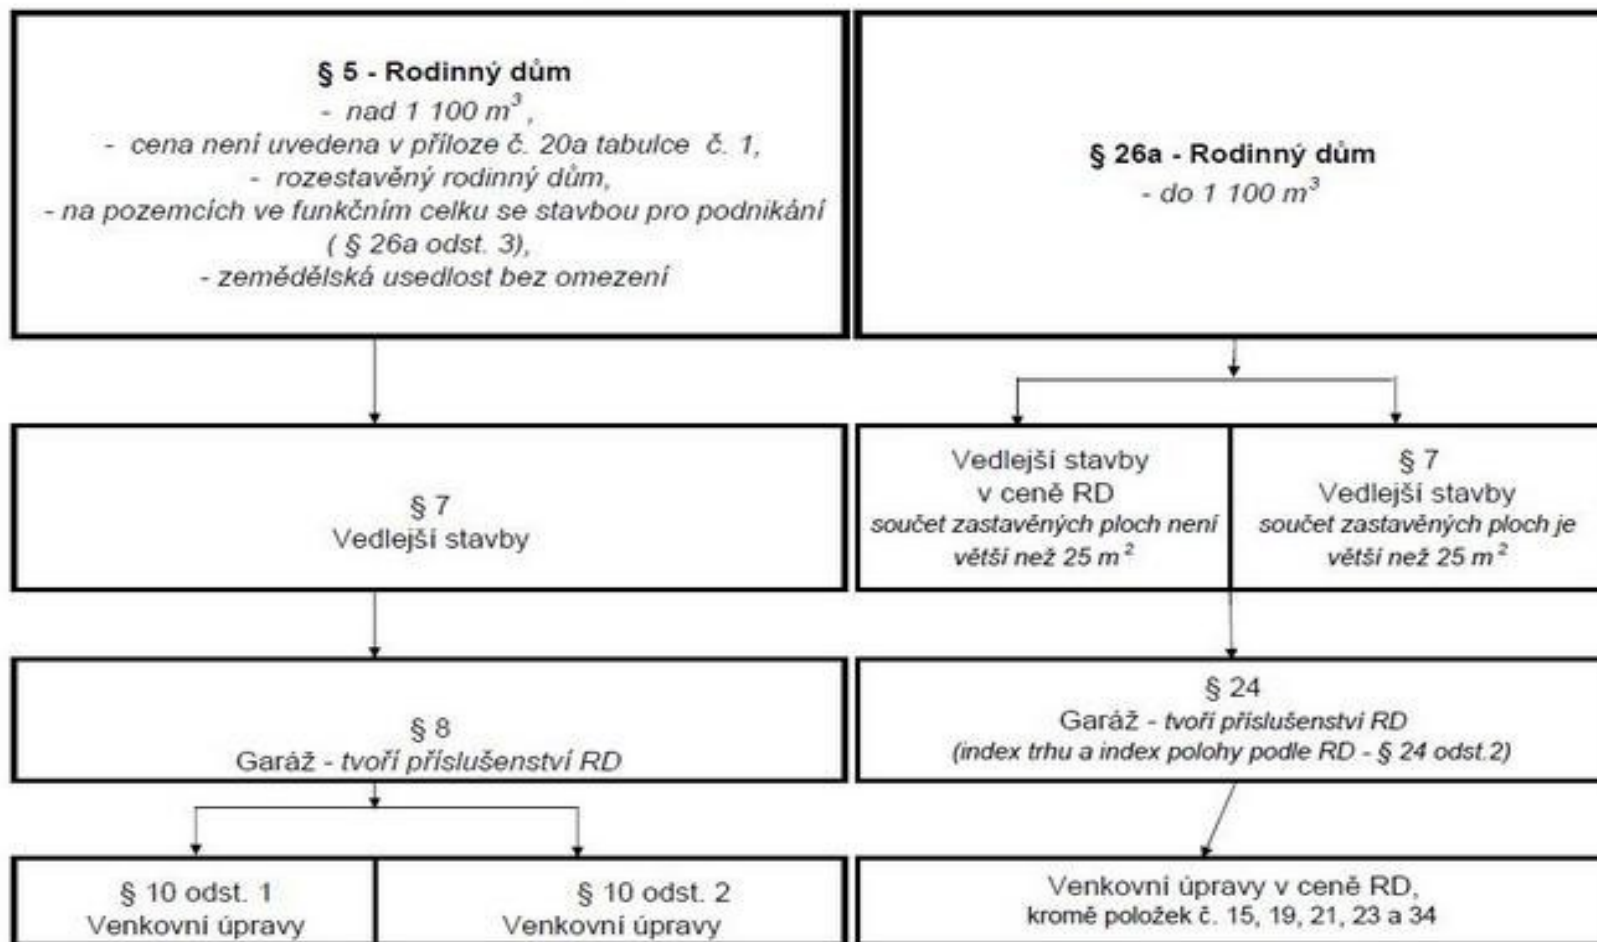 § 5 - Rodinný dům
- nad 1 100 m³ ,
- cena není uvedena v příloze č. 20a tabulce č. 1,
- rozestavěný rodinný dům,
- na pozemcích ve funkčním celku se stavbou pro podnikání
( § 26a odst. 3),
- zemědělská usedlost bez omezení
§ 26a - Rodinný dům
- do 1 100 m³
§ 7
Vedlejší stavby
Vedlejší stavby
v ceně RD
součet zastavěných ploch není
větší než 25 m ²
§ 7
Vedlejší stavby
součet zastavěných ploch je
větší než 25 m ²
§ 8
Garáž - tvoří příslušenství RD
§ 24
Garáž - tvoří příslušenství RD
(index trhu a index polohy podle RD - § 24 odst.2)
§ 10 odst. 1
Venkovní úpravy
§ 10 odst. 2
Venkovní úpravy
Venkovní úpravy v ceně RD,
kromě položek č. 15, 19, 21, 23 a 34